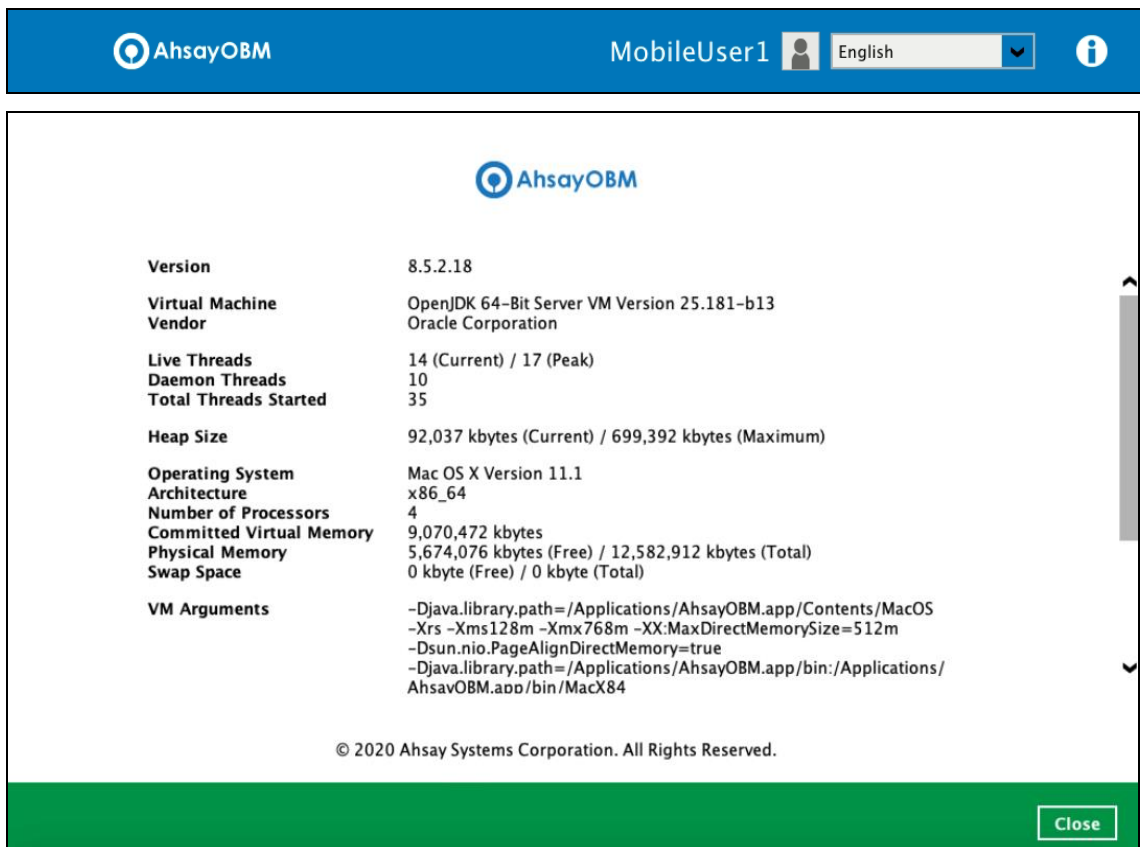 AhsayOBM MobileUser1 English
AhsayOBM
Version 8.5.2.18
Virtual Machine OpenJDK 64-Bit Server VM Version 25.181-b13
Vendor Oracle Corporation
Live Threads 14 (Current) / 17 (Peak)
Daemon Threads 10
Total Threads Started 35
Heap Size 92,037 kbytes (Current) / 699,392 kbytes (Maximum)
Operating System Mac OS X Version 11.1
Architecture x86_64
Number of Processors 4
Committed Virtual Memory 9,070,472 kbytes
Physical Memory 5,674,076 kbytes (Free) / 12,582,912 kbytes (Total)
Swap Space 0 kbyte (Free) / 0 kbyte (Total)
VM Arguments -Djava.library.path=/Applications/AhsayOBM.app/Contents/MacOS
-Xrs -Xms128m -Xmx768m -XX:MaxDirectMemorySize=512m
-Dsun.nio.PageAlignDirectMemory=true
-Djava.library.path=/Applications/AhsayOBM.app/bin:/Applications/
AhsayOBM.app/bin/MacX84
© 2020 Ahsay Systems Corporation. All Rights Reserved.
Close